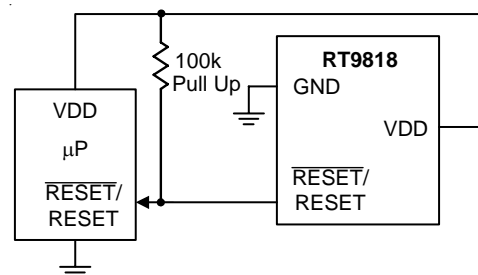 100k
Pull Up
RT9818
GND
VDD
RESET/
RESET
VDD
μP
RESET/
RESET